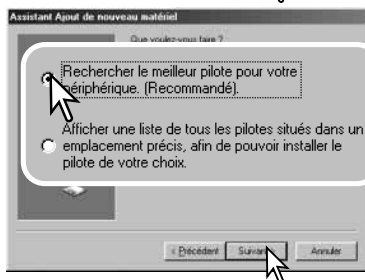 Assistant Ajout de nouveau matériel
Que voulez-vous faire ?
Rechercher le meilleur pilote pour votre
périphérique. (Recommandé).
Afficher une liste de tous les pilotes situés dans un
emplacement précis, afin de pouvoir installer le
pilote de votre choix.
< Précédent Suivant Annuler